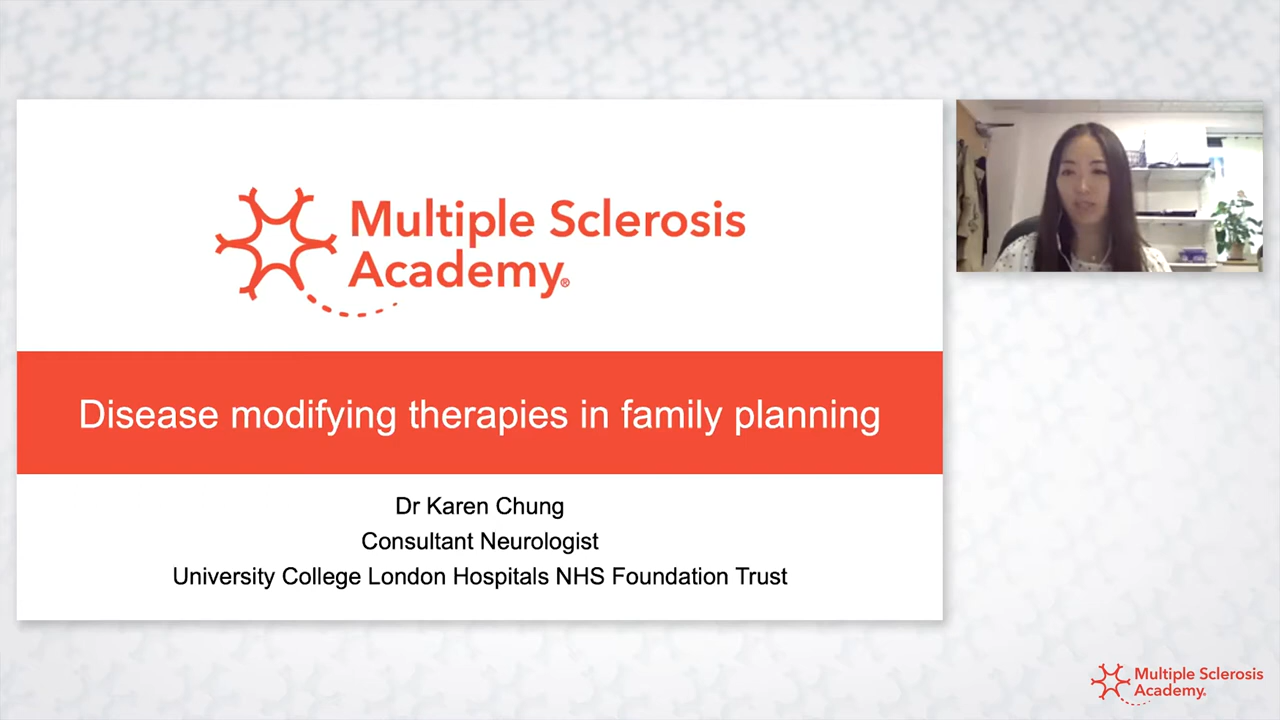 Multiple Sclerosis
Academy®
Disease modifying therapies in family planning
Dr Karen Chung
Consultant Neurologist
University College London Hospitals NHS Foundation Trust
Multiple Sclerosis
Academy®